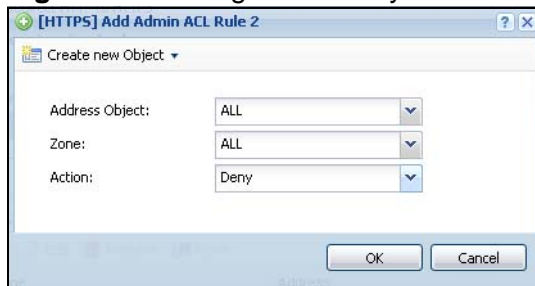 [HTTPS] Add Admin ACL Rule 2
Create new Object
Address Object: ALL
Zone: ALL
Action: Deny
OK Cancel